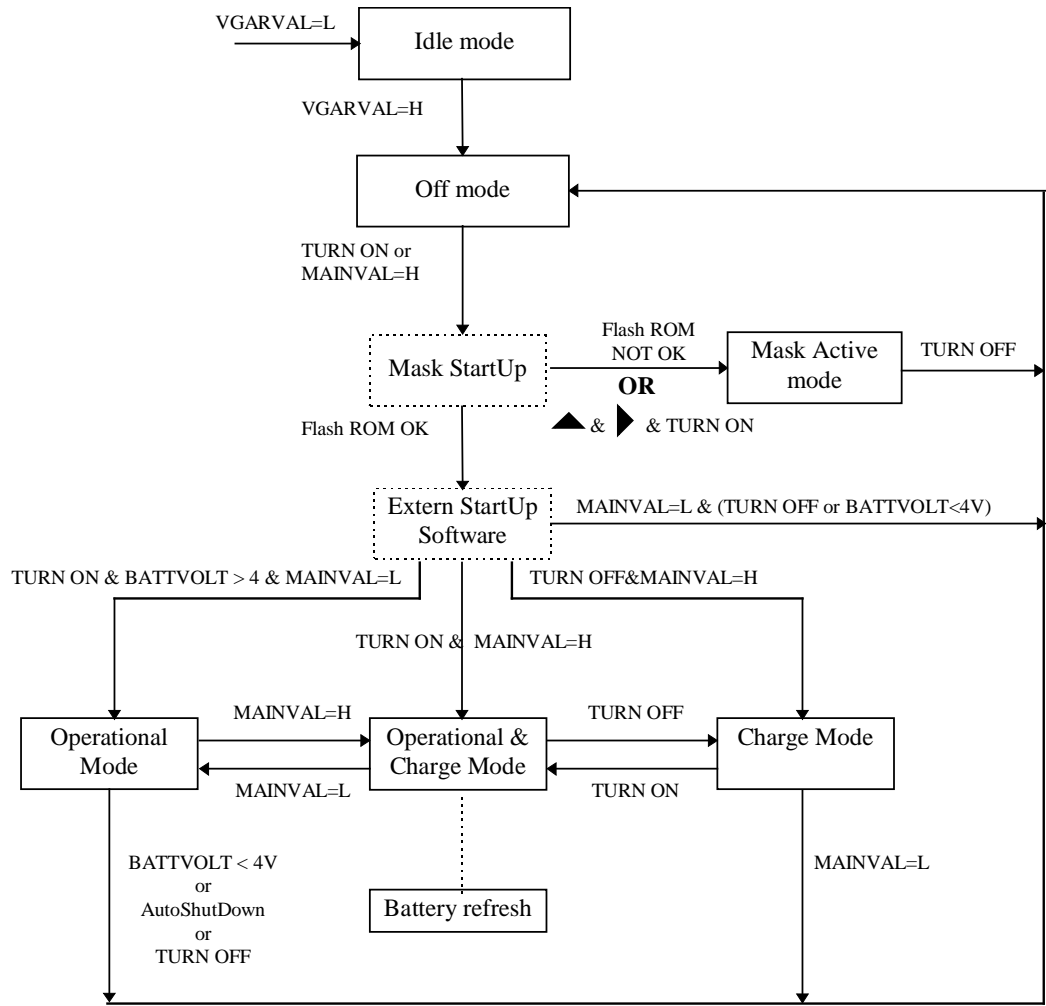 VGARVAL=L
Idle mode
VGARVAL=H
Off mode
TURN ON or
MAINVAL=H
Mask StartUp
Flash ROM
NOT OK
OR
& & TURN ON
Mask Active
mode
TURN OFF
Flash ROM OK
Extern StartUp
Software
MAINVAL=L & (TURN OFF or BATTVOLT<4V)
TURN ON & BATTVOLT > 4 & MAINVAL=L
TURN OFF&MAINVAL=H
TURN ON & MAINVAL=H
Operational
Mode
MAINVAL=H
MAINVAL=L
Operational &
Charge Mode
TURN OFF
TURN ON
Charge Mode
BATTVOLT < 4V
or
AutoShutDown
or
TURN OFF
Battery refresh
MAINVAL=L